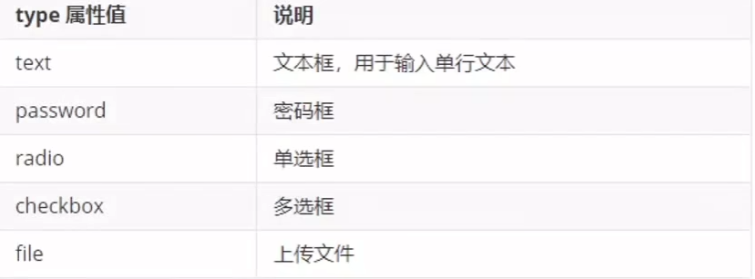 type 属性值 说明
text 文本框，用于输入单行文本
password 密码框
radio 单选框
checkbox 多选框
file 上传文件